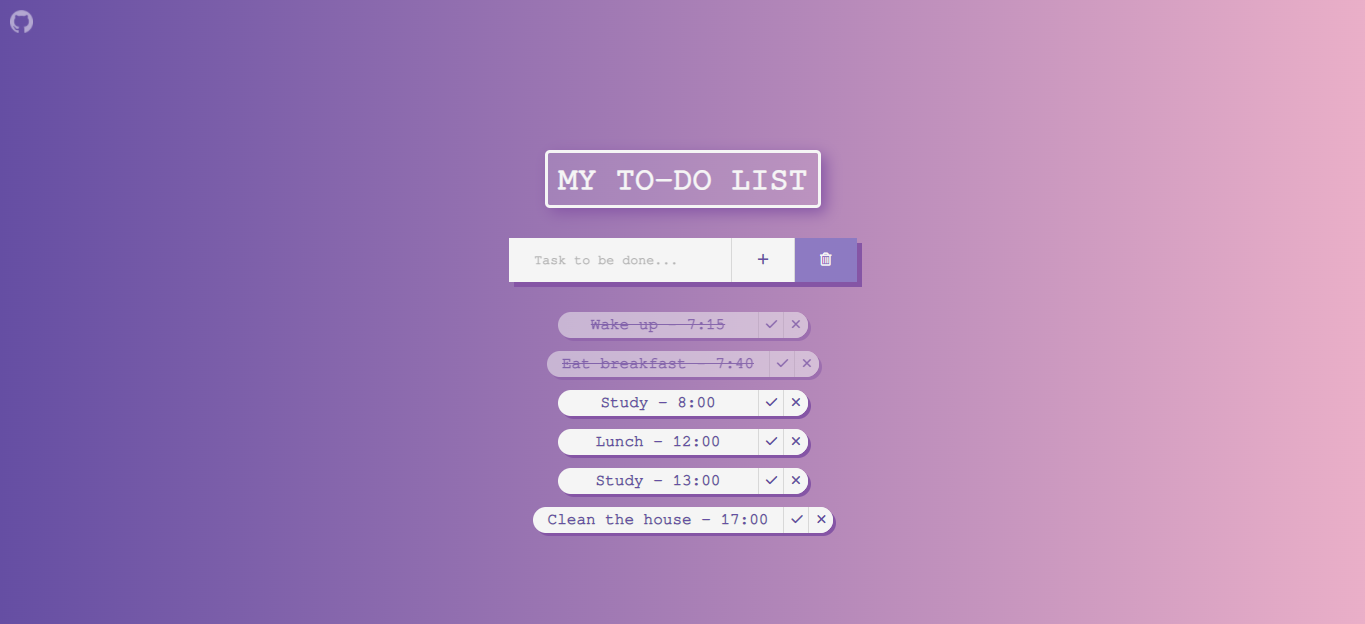 MY TO-DO LIST
Task to be done...
Wake up - 7:15
Eat breakfast - 7:40
Study - 8:00
Lunch - 12:00
Study - 13:00
Clean the house - 17:00